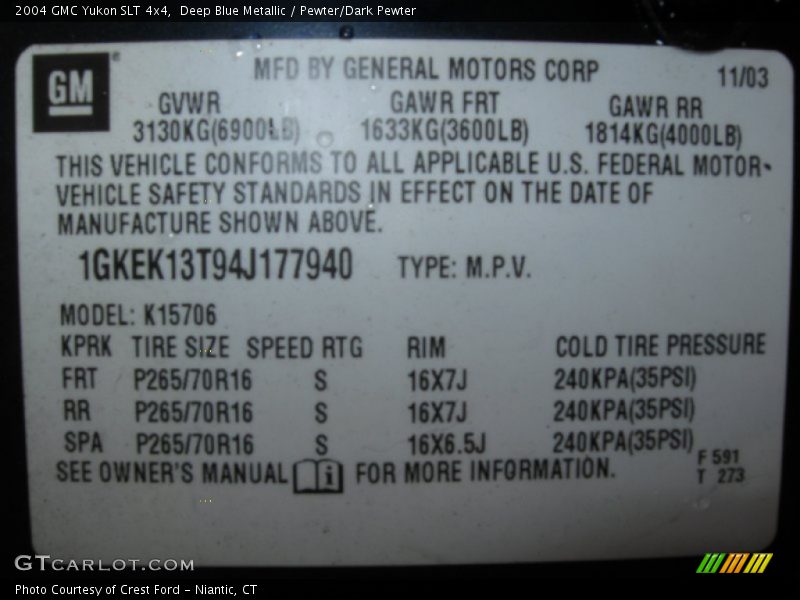 2004 GMC Yukon SLT 4x4, Deep Blue Metallic / Pewter/Dark Pewter
GM
MFD BY GENERAL MOTORS CORP 11/03
GVWR GAWR FRT GAWR RR
3130KG(6900LB) 1633KG(3600LB) 1814KG(4000LB)
THIS VEHICLE CONFORMS TO ALL APPLICABLE U.S. FEDERAL MOTOR-
VEHICLE SAFETY STANDARDS IN EFFECT ON THE DATE OF
MANUFACTURE SHOWN ABOVE.
1GKEK13T94J177940 TYPE: M.P.V.
MODEL: K15706
KPRK TIRE SIZE SPEED RTG RIM COLD TIRE PRESSURE
FRT P265/70R16 S 16X7J 240KPA(35PSI)
RR P265/70R16 S 16X7J 240KPA(35PSI)
SPA P265/70R16 S 16X6.5J 240KPA(35PSI)
SEE OWNER'S MANUAL i FOR MORE INFORMATION.
F 591
T 273
GTCARLOT.COM
Photo Courtesy of Crest Ford - Niantic, CT